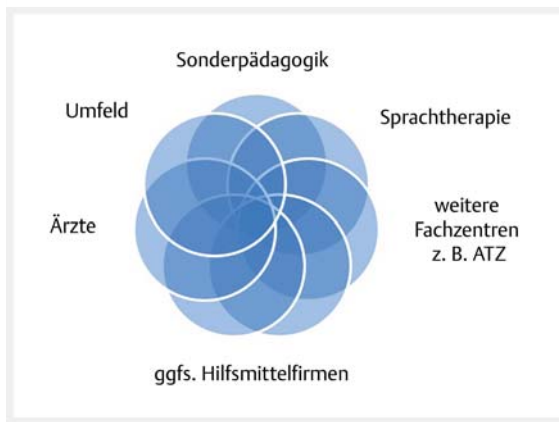 Sonderpädagogik
Umfeld
Sprachtherapie
Ärzte
weitere
Fachzentren
z. B. ATZ
ggfs. Hilfsmittelfirmen